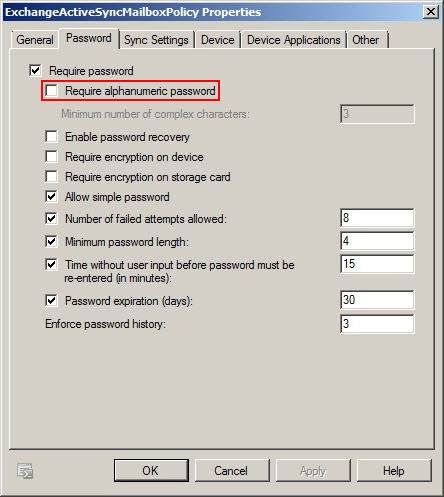 ExchangeActiveSyncMailboxPolicy Properties
General Password Sync Settings Device Device Applications Other
Require password
Require alphanumeric password
Minimum number of complex characters: 3
Enable password recovery
Require encryption on device
Require encryption on storage card
Allow simple password
Number of failed attempts allowed: 8
Minimum password length: 4
Time without user input before password must be 15
re-entered (in minutes):
Password expiration (days): 30
Enforce password history: 3
OK Cancel Apply Help